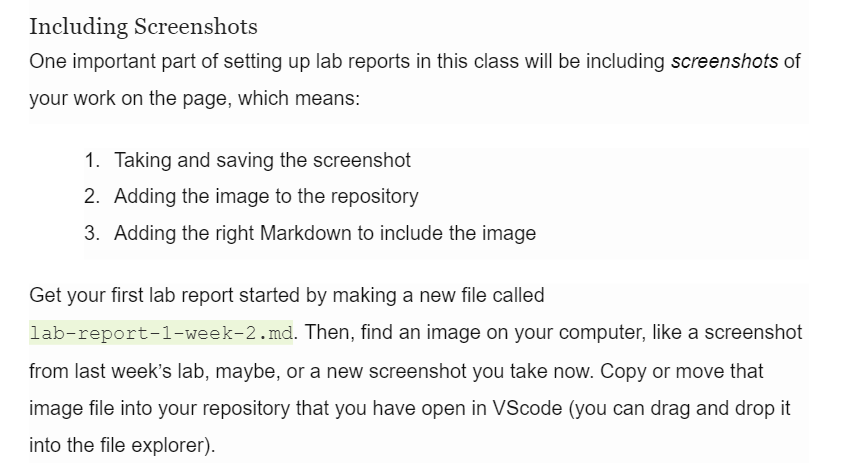 Including Screenshots
One important part of setting up lab reports in this class will be including screenshots of
your work on the page, which means:
1. Taking and saving the screenshot
2. Adding the image to the repository
3. Adding the right Markdown to include the image
Get your first lab report started by making a new file called
lab-report-1-week-2.md. Then, find an image on your computer, like a screenshot
from last week’s lab, maybe, or a new screenshot you take now. Copy or move that
image file into your repository that you have open in VScode (you can drag and drop it
into the file explorer).